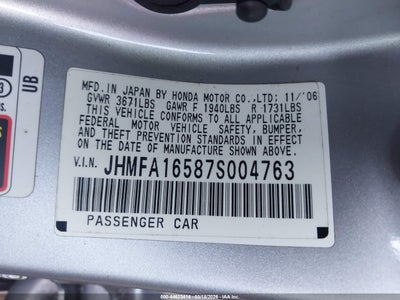 MFD.IN JAPAN BY HONDA MOTOR CO.,LTD; 11/'06
GVWR 3671LBS GAWR F 1940LBS R 1731LBS
THIS VEHICLE CONFORMS TO ALL APPLICABLE
FEDERAL MOTOR VEHICLE SAFETY, BUMPER,
AND THEFT PREVENTION STANDARDS IN EFFECT
ON THE DATE OF MANUFACTURE SHOWN ABOVE.
V.I.N. JHMFA16587S004763
PASSENGER CAR
UB